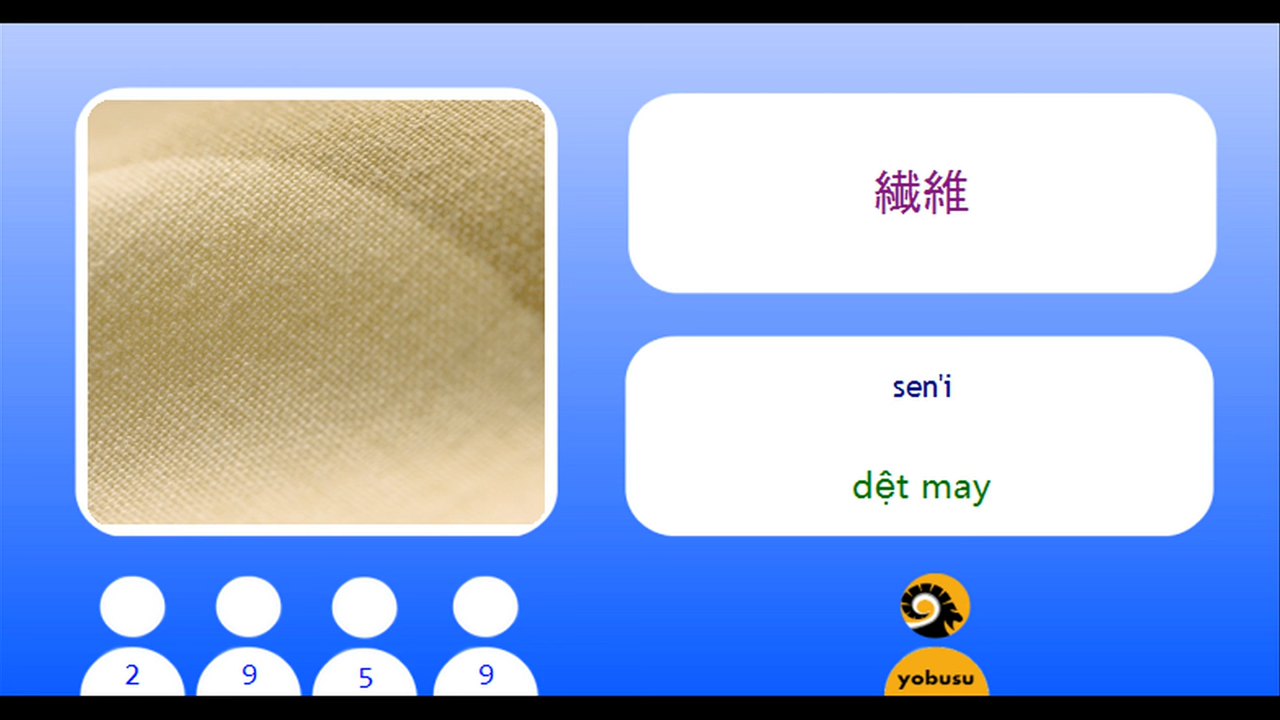 繊維
sen'i
dệt may
2 9 5 9
yobusu